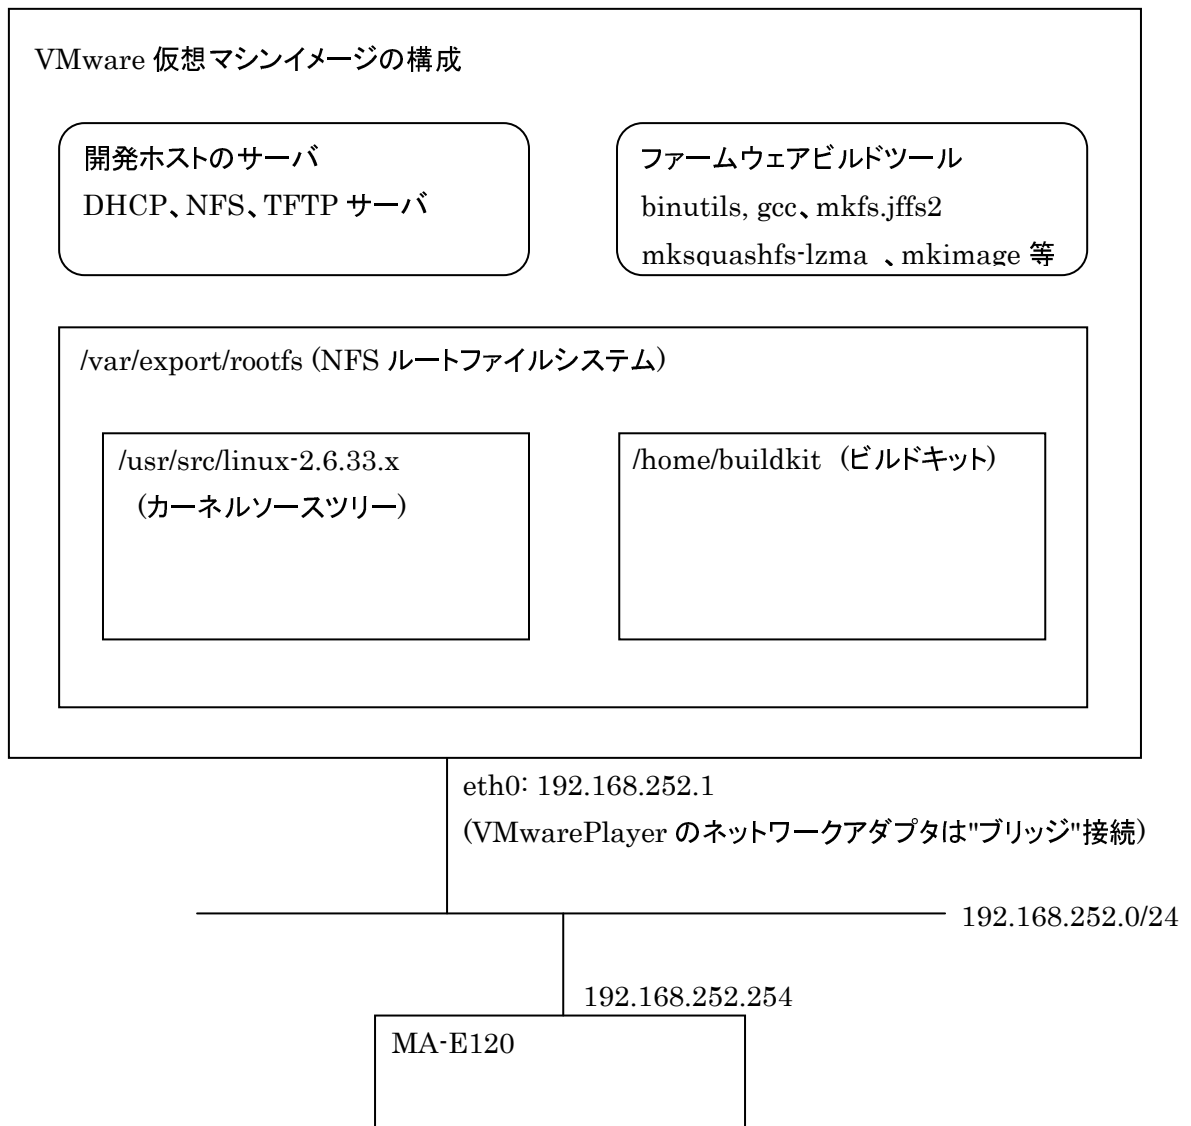 VMware 仮想マシンイメージの構成
開発ホストのサーバ
DHCP、NFS、TFTP サーバ
ファームウェアビルドツール
binutils, gcc、mkfs.jffs2
mksquashfs-lzma 、mkimage 等
/var/export/rootfs (NFS ルートファイルシステム)
/usr/src/linux-2.6.33.x
(カーネルソースツリー)
/home/buildkit (ビルドキット)
eth0: 192.168.252.1
(VMwarePlayer のネットワークアダプタは"ブリッジ"接続)
192.168.252.0/24
192.168.252.254
MA-E120